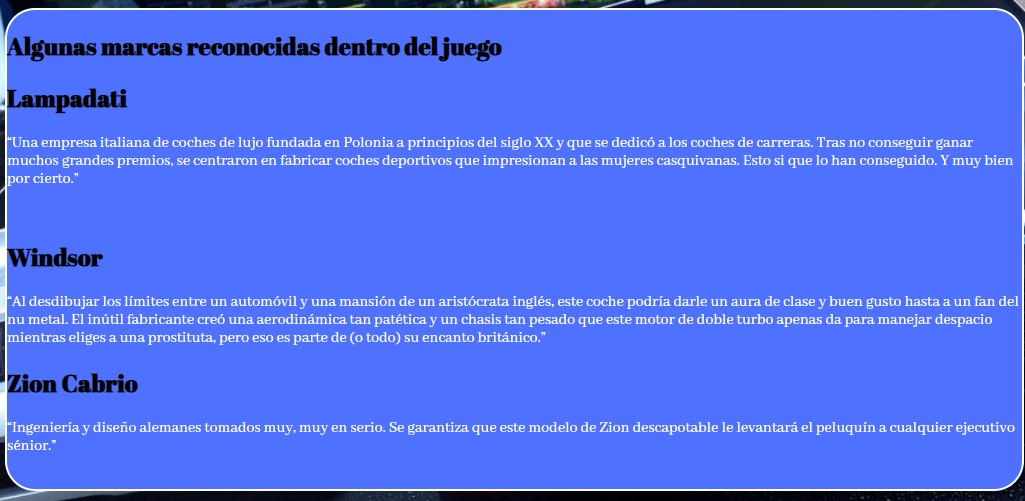 Algunas marcas reconocidas dentro del juego
Lampadati
“Una empresa italiana de coches de lujo fundada en Polonia a principios del siglo XX y que se dedicó a los coches de carreras. Tras no conseguir ganar
muchos grandes premios, se centraron en fabricar coches deportivos que impresionan a las mujeres casquivanas. Esto si que lo han conseguido. Y muy bien
por cierto.”
Windsor
“Al desdibujar los límites entre un automóvil y una mansión de un aristócrata inglés, este coche podría darle un aura de clase y buen gusto hasta a un fan del
nu metal. El inútil fabricante creó una aerodinámica tan patética y un chasis tan pesado que este motor de doble turbo apenas da para manejar despacio
mientras eliges a una prostituta, pero eso es parte de (o todo) su encanto británico.”
Zion Cabrio
“Ingeniería y diseño alemanes tomados muy, muy en serio. Se garantiza que este modelo de Zion descapotable le levantará el peluquín a cualquier ejecutivo
sénior.”